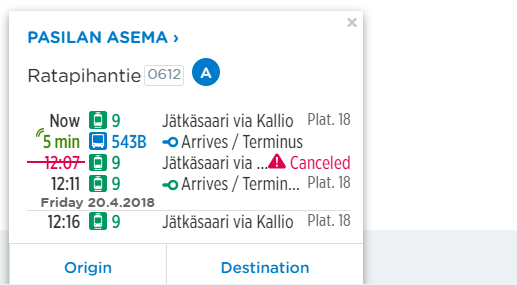 ×
PASILAN ASEMA ›
Ratapihantie 0612 A
Now 9 Jätkäsaari via Kallio Plat. 18
5 min 543B Arrives / Terminus
12:07 9 Jätkäsaari via ... Canceled
12:11 9 Arrives / Termin... Plat. 18
Friday 20.4.2018
12:16 9 Jätkäsaari via Kallio Plat. 18
Origin Destination